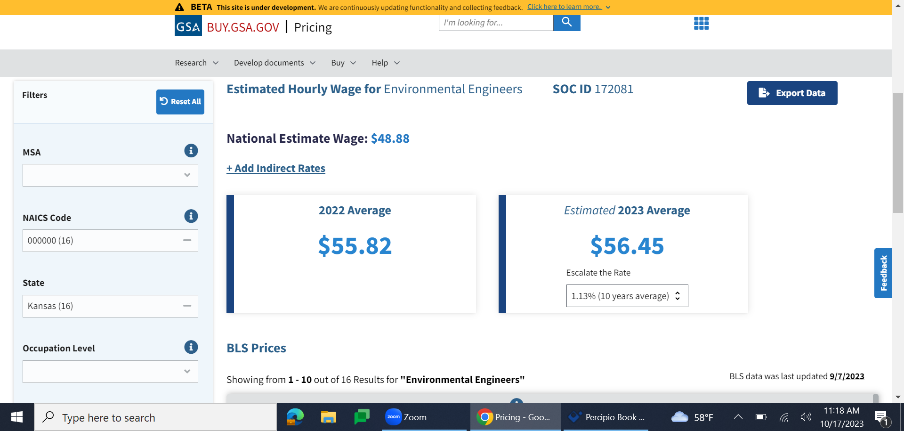 BETA This site is under development. We are continuously updating functionality and collecting feedback. Click here to learn more.
GSA BUY.GSA.GOV | Pricing
I'm looking for...
Research Develop documents Buy Help
Filters
Reset All
MSA
NAICS Code
000000 (16)
State
Kansas (16)
Occupation Level
Estimated Hourly Wage for Environmental Engineers SOC ID 172081
Export Data
National Estimate Wage: $48.88
+ Add Indirect Rates
2022 Average
$55.82
Estimated 2023 Average
$56.45
Escalate the Rate
1.13% (10 years average)
Feedback
BLS Prices
Showing from 1 - 10 out of 16 Results for "Environmental Engineers"
BLS data was last updated 9/7/2023
Type here to search
zoom Zoom
Pricing - Goo...
Percipio Book ...
58°F
11:18 AM
10/17/2023
1